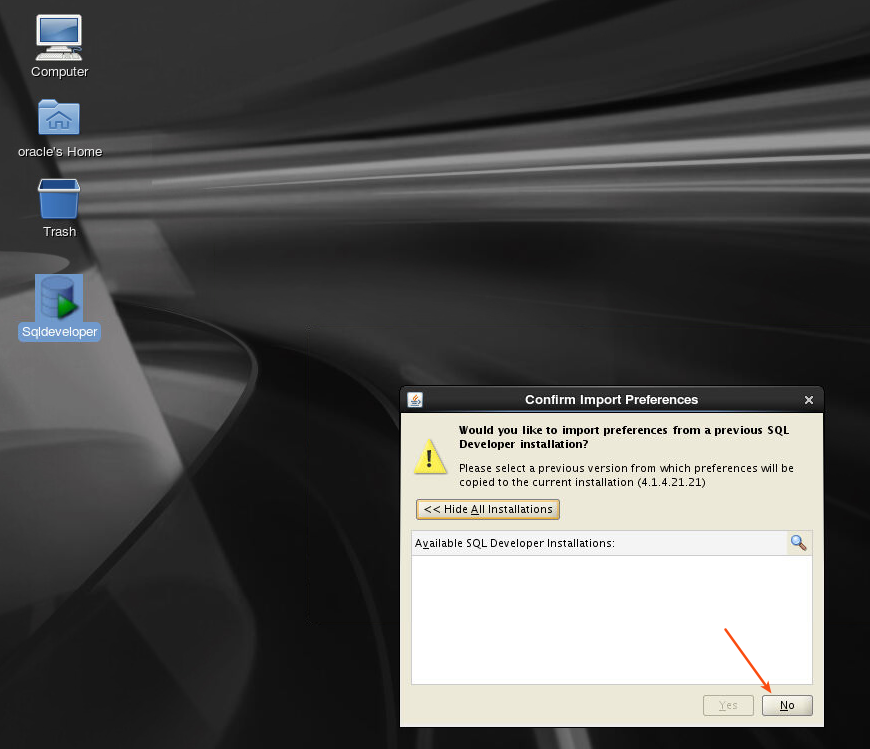 Computer
oracle's Home
Trash
Sqldeveloper
Confirm Import Preferences
Would you like to import preferences from a previous SQL
Developer installation?
Please select a previous version from which preferences will be
copied to the current installation (4.1.4.21.21)
<< Hide All Installations
Available SQL Developer Installations:
Yes
No